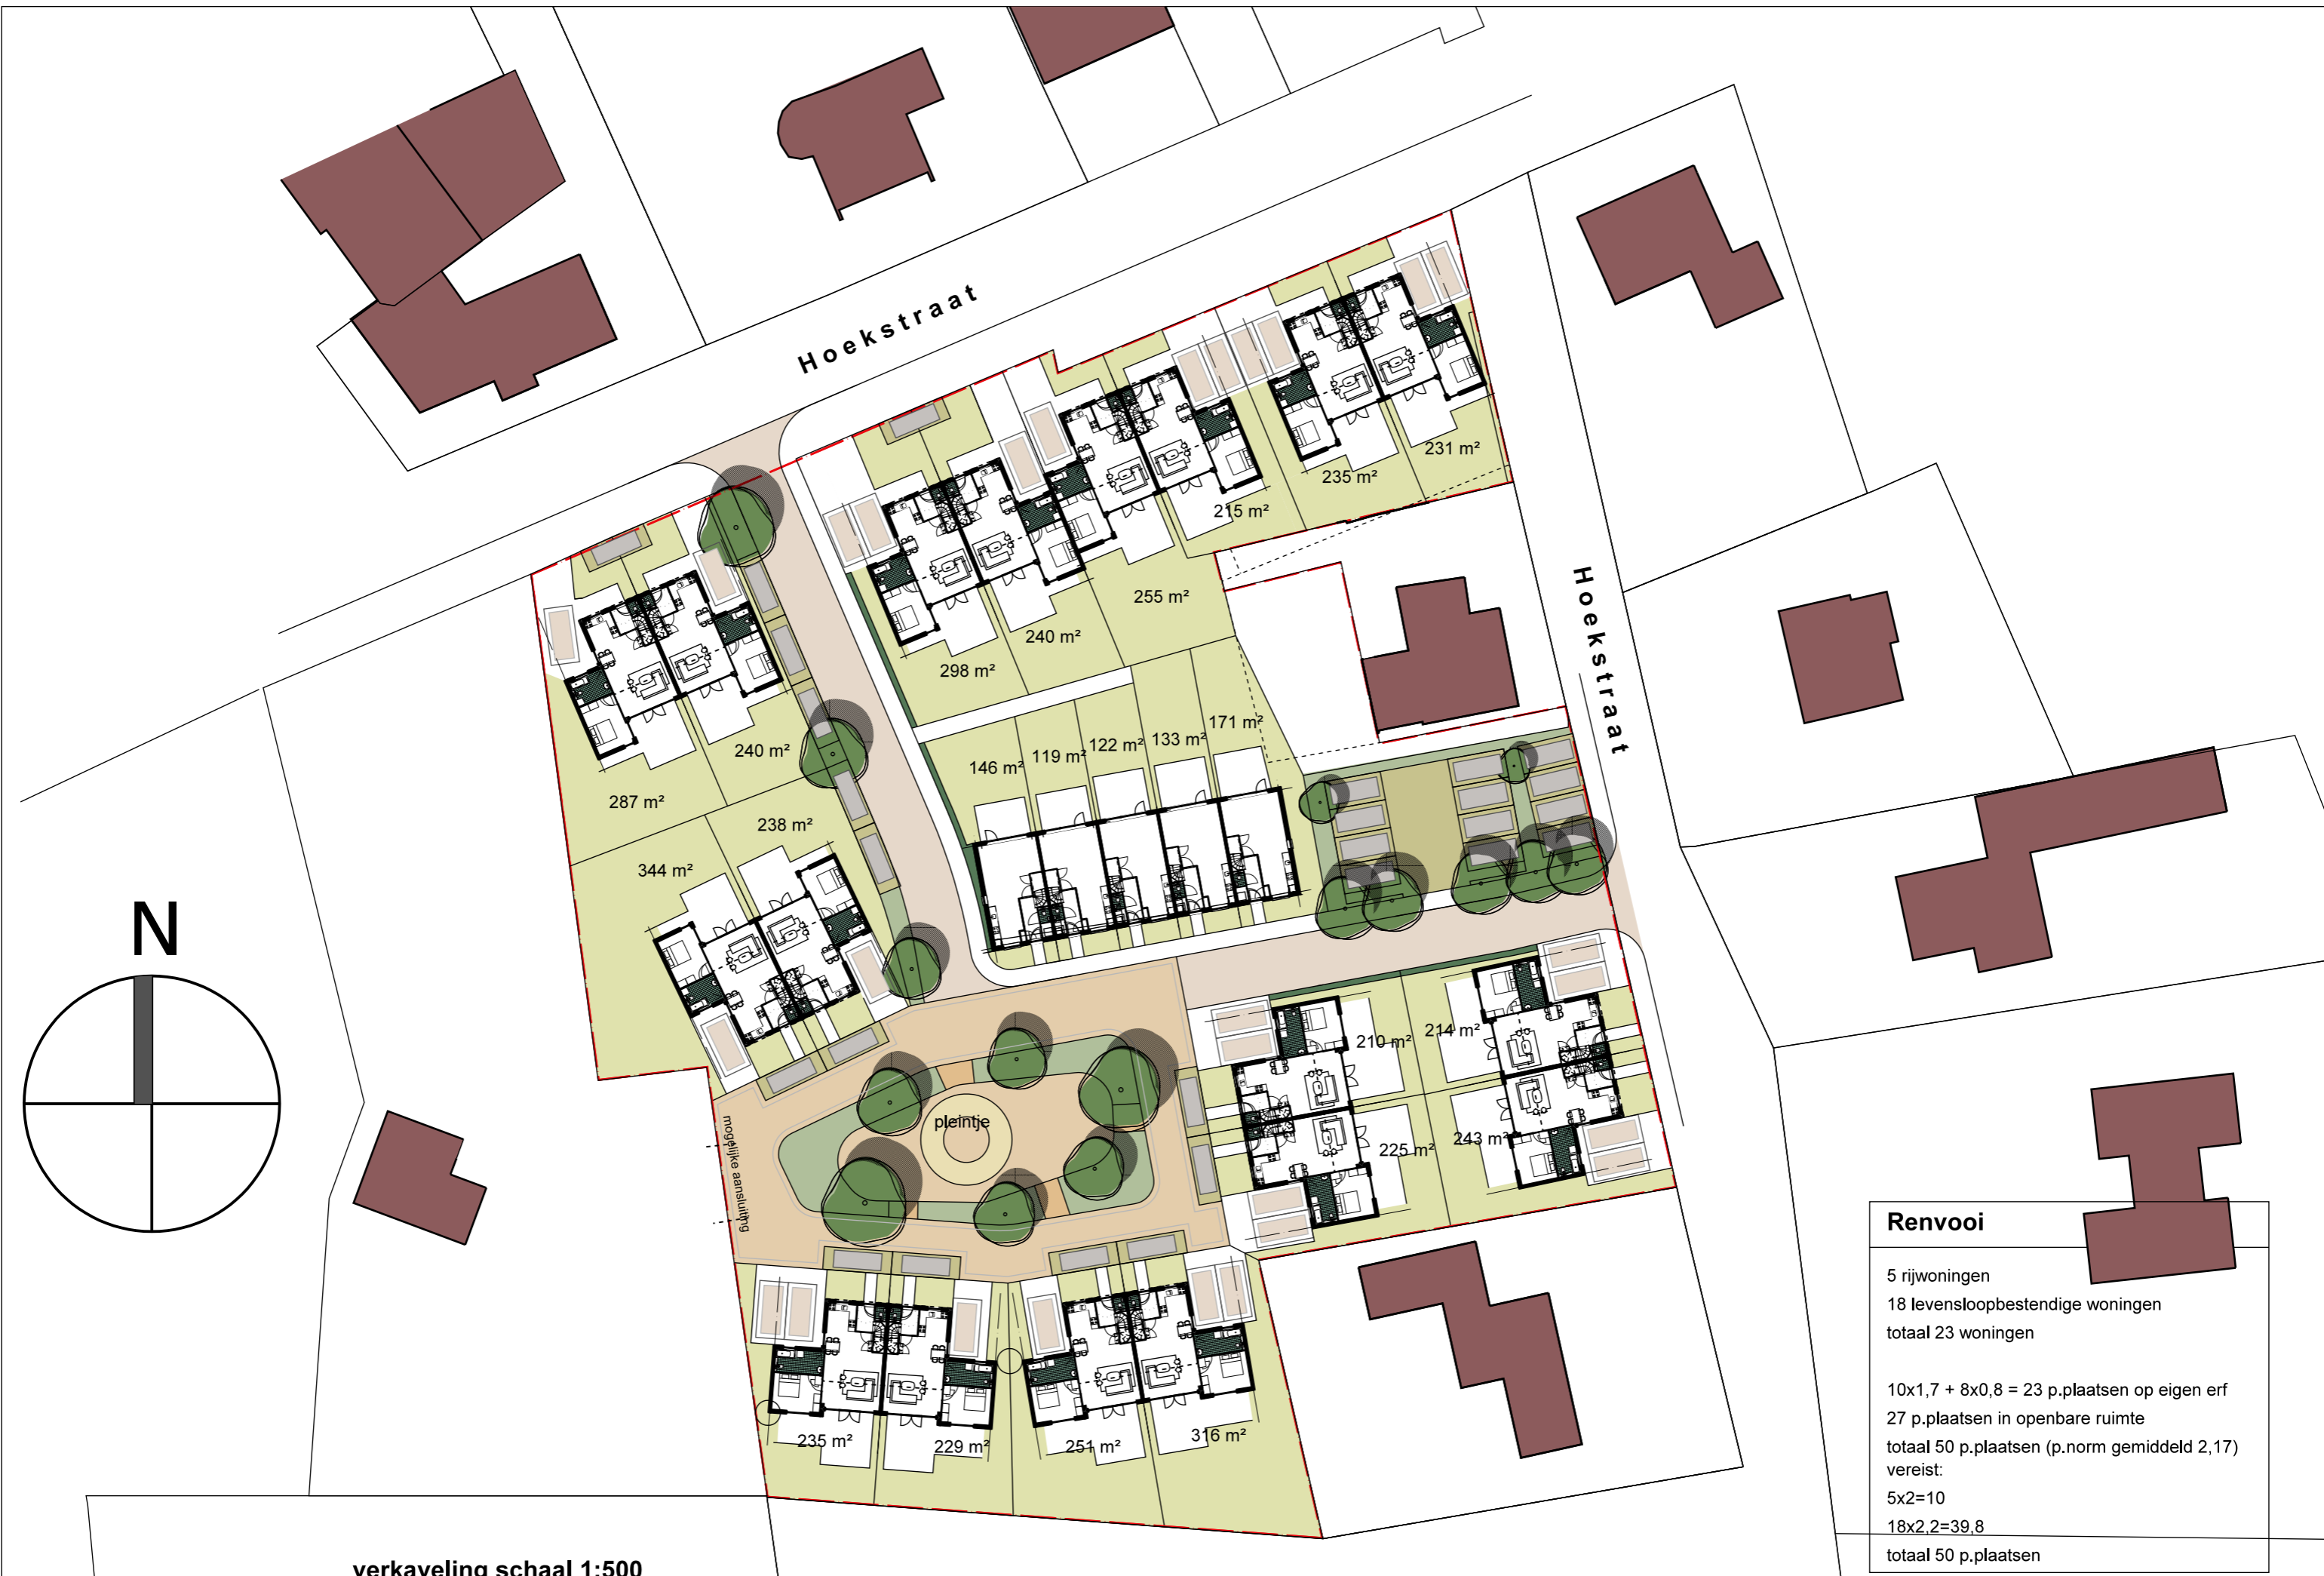 Hoekstraat
231 m²
235 m²
215 m²
255 m²
240 m²
298 m²
Hoekstraat
171 m²
133 m²
122 m²
119 m²
146 m²
240 m²
287 m²
238 m²
344 m²
N
210 m²
214 m²
pleintje
mogelijke aansluiting
225 m²
243 m²
235 m²
229 m²
251 m²
316 m²
Renvooi
5 rijwoningen
18 levensloopbestendige woningen
totaal 23 woningen
10x1,7 + 8x0,8 = 23 p.plaatsen op eigen erf
27 p.plaatsen in openbare ruimte
totaal 50 p.plaatsen (p.norm gemiddeld 2,17)
vereist:
5x2=10
18x2,2=39,8
totaal 50 p.plaatsen
verkaveling schaal 1:500